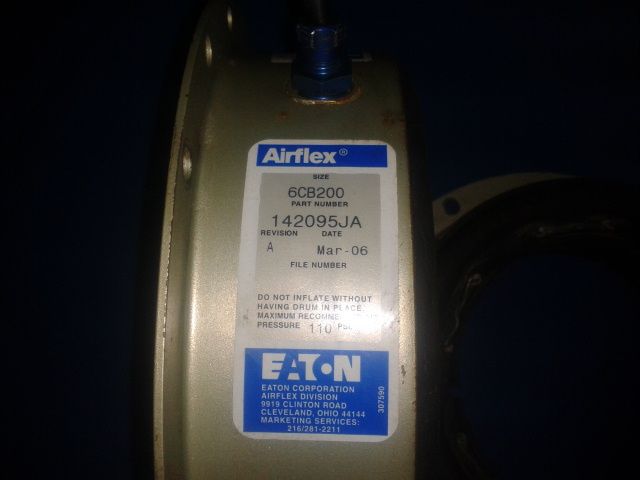 Airflex®
SIZE
6CB200
PART NUMBER
142095JA
REVISION DATE
A Mar-06
FILE NUMBER
DO NOT INFLATE WITHOUT
HAVING DRUM IN PLACE.
MAXIMUM
PRESSURE 110
EATON
EATON CORPORATION
AIRFLEX DIVISION
9919 CLINTON ROAD
CLEVELAND, OHIO 44144
MARKETING SERVICES:
216/281-2211
307590